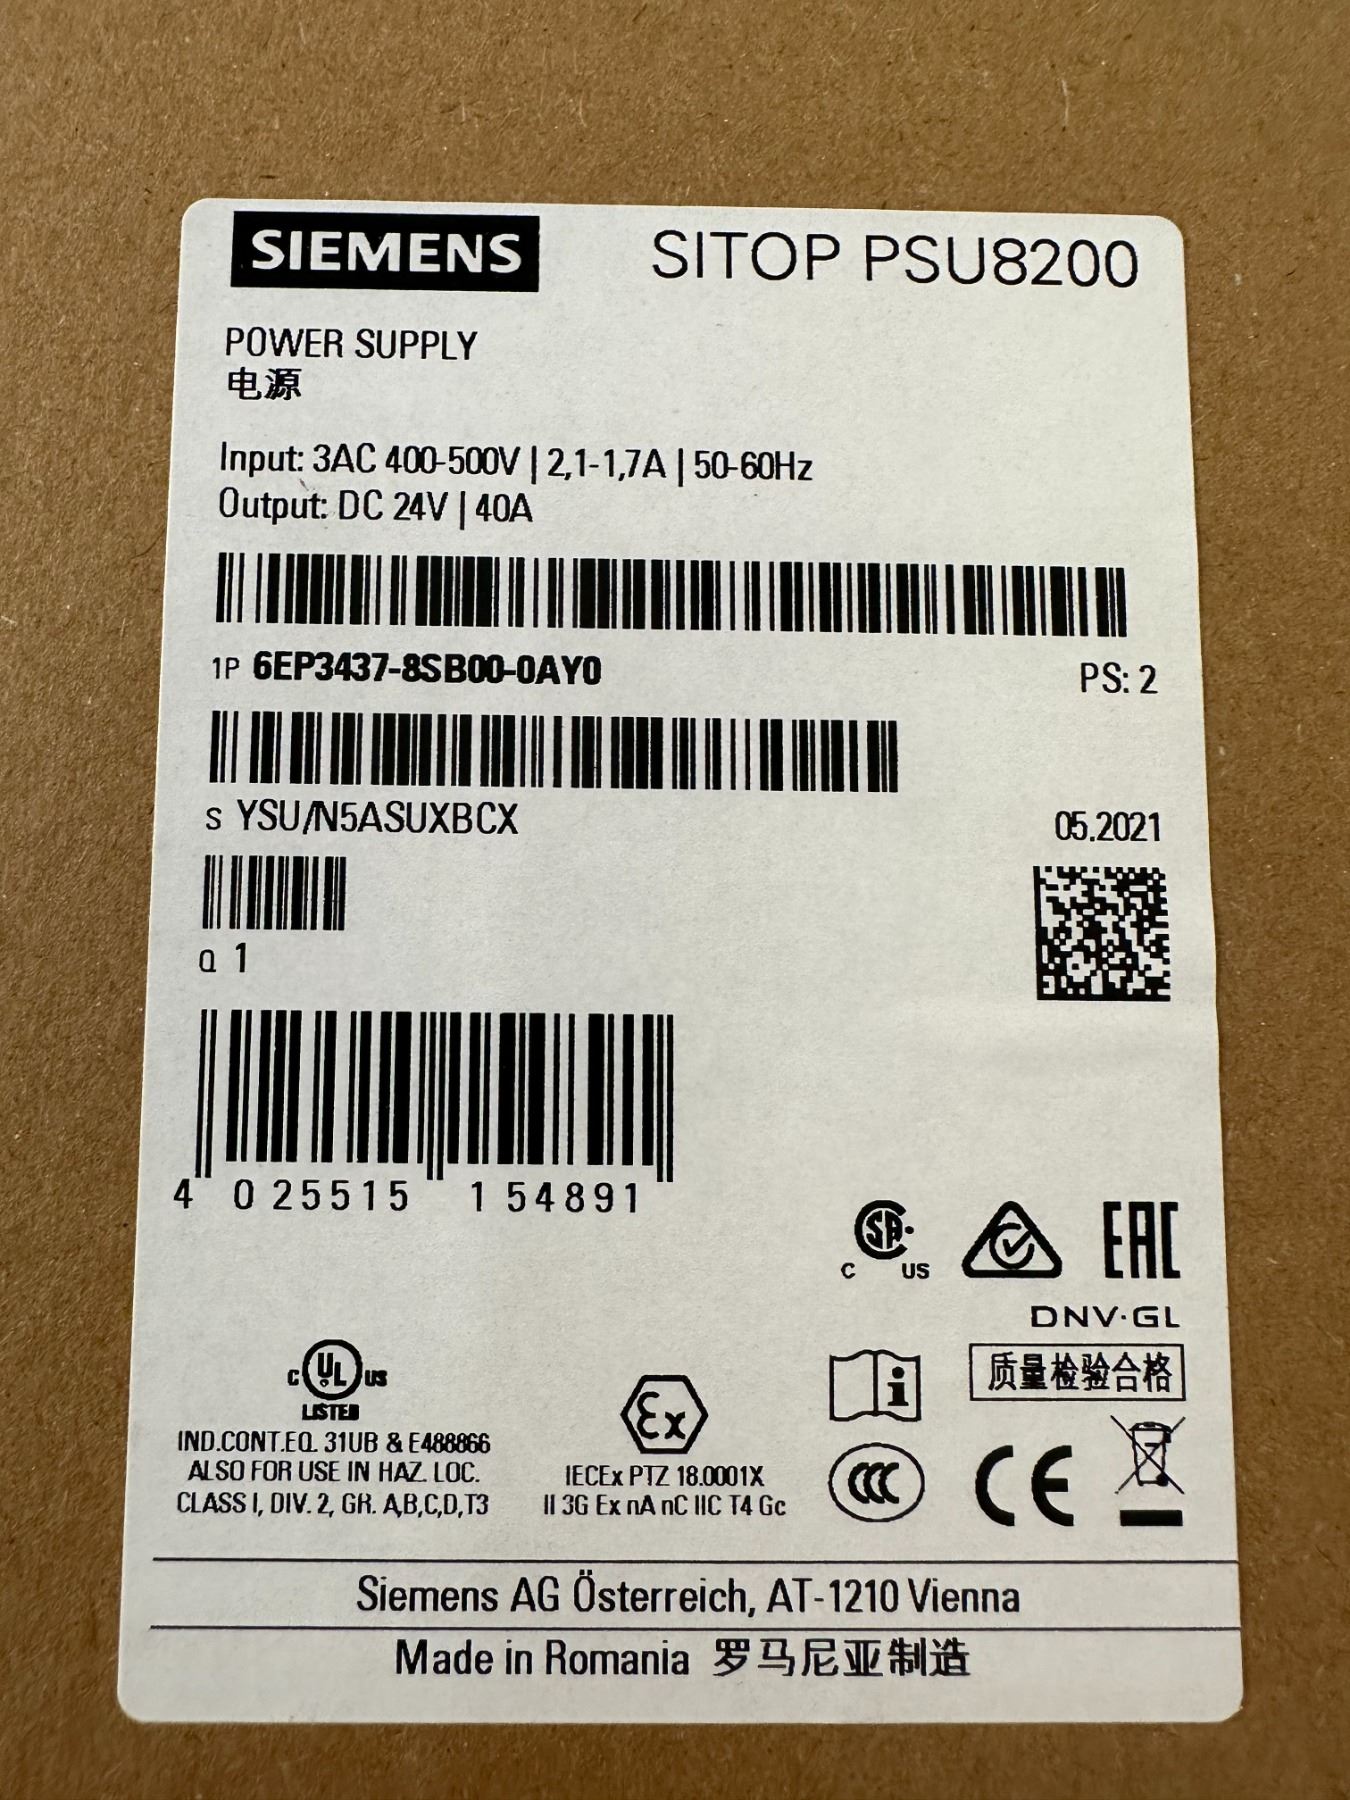 SIEMENS SITOP PSU8200
POWER SUPPLY
电源
Input: 3AC 400-500V | 2,1-1,7A | 50-60Hz
Output: DC 24V | 40A
1P 6EP3437-8SB00-0AY0 PS: 2
S YSU/N5ASUXBCX 05.2021
Q 1
4 025515 154891
C SA US EAC
DNV·GL
质量检验合格
C UL US
LISTED
IND.CONT.EQ. 31UB & E488866
ALSO FOR USE IN HAZ. LOC.
CLASS I, DIV. 2, GR. A,B,C,D,T3
Ex
IECEx PTZ 18.0001X
II 3G Ex nA nC IIC T4 Gc
i
CCC CE
Siemens AG Österreich, AT-1210 Vienna
Made in Romania 罗马尼亚制造